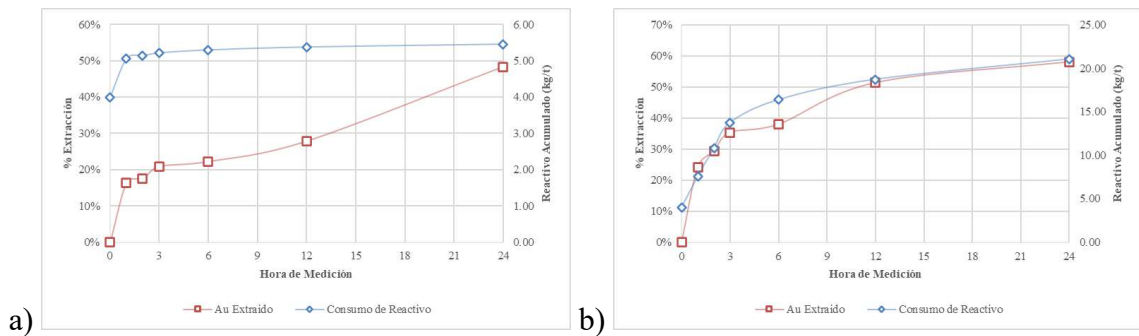 60%
50%
40%
30%
20%
10%
0%
% Extracción
6.00
5.00
4.00
3.00
2.00
1.00
0.00
Reactivo Acumulado (kg/t)
0 3 6 9 12 15 18 21 24
Hora de Medición
Au Extraido Consumo de Reactivo
a)
70%
60%
50%
40%
30%
20%
10%
0%
% Extracción
25.00
20.00
15.00
10.00
5.00
0.00
Reactivo Acumulado (kg/t)
0 3 6 9 12 15 18 21 24
Hora de Medición
Au Extraido Consumo de Reactivo
b)